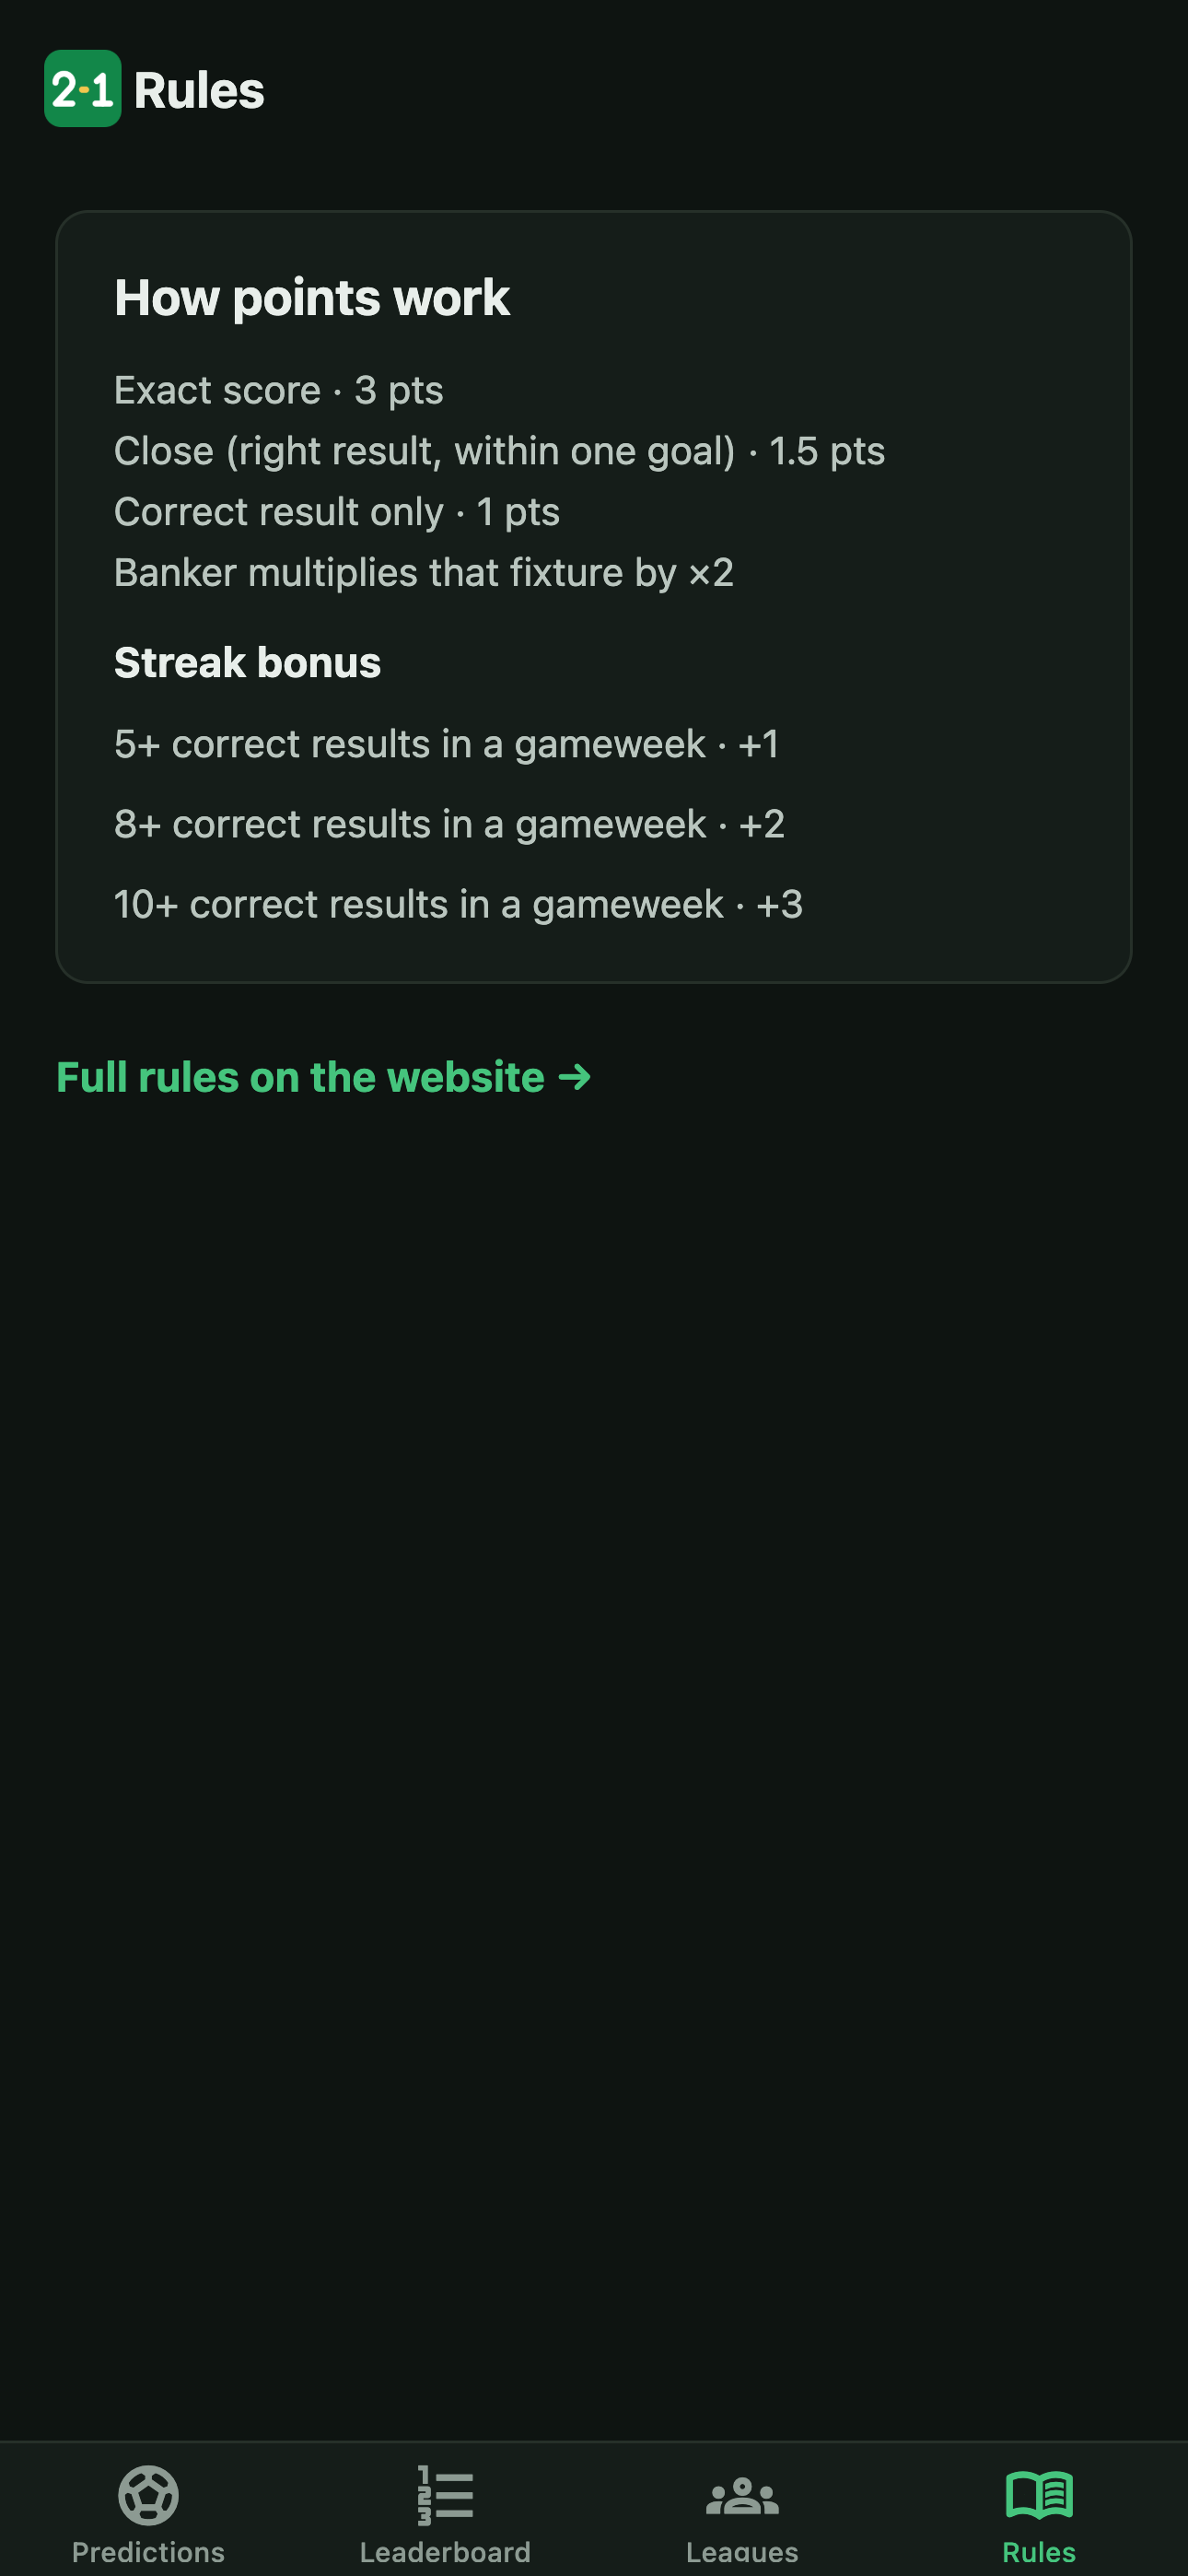 2-1 Rules
How points work
Exact score · 3 pts
Close (right result, within one goal) · 1.5 pts
Correct result only · 1 pts
Banker multiplies that fixture by ×2
Streak bonus
5+ correct results in a gameweek · +1
8+ correct results in a gameweek · +2
10+ correct results in a gameweek · +3
Full rules on the website →
1
2
3
Predictions Leaderboard Leagues Rules